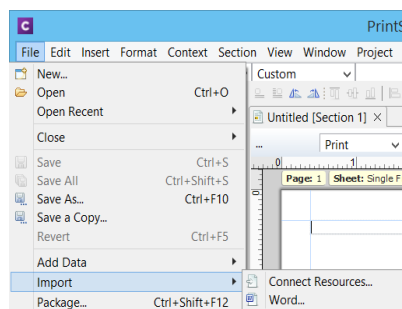 C PrintS
File Edit Insert Format Context Section View Window Project
New...
Open Ctrl+O
Open Recent
Close
Save Ctrl+S
Save All Ctrl+Shift+S
Save As... Ctrl+F10
Save a Copy...
Revert Ctrl+F5
Add Data
Import
Package... Ctrl+Shift+F12
Custom
Untitled [Section 1] ×
... Print
0 1
Page: 1 Sheet: Single F
Connect Resources...
Word...